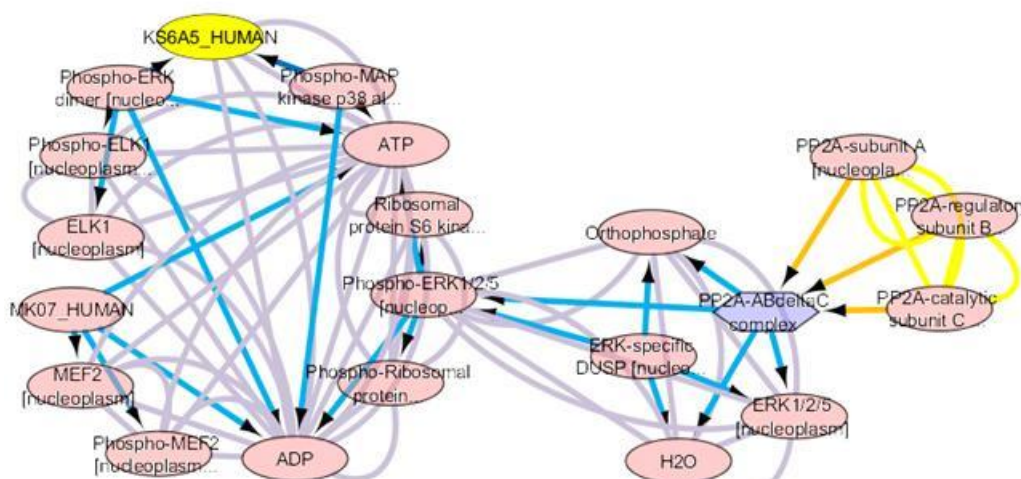 KS6A5_HUMAN
Phospho-ERK
dimer [nucleo...
Phospho-MAP
kinase p38 al...
Phospho-ELK1
[nucleoplasm...
ATP
PP2A-subunit A
[nucleopla...
ELK1
[nucleoplasm]
Ribosomal
protein S6 kina...
Orthophosphate
PP2A-regulator
subunit B...
MK07_HUMAN
Phospho-ERK1/2/5
[nucleop...
PP2A-ABdeltaC
complex
PP2A-catalytic
subunit C...
MEF2
[nucleoplasm]
Phospho-Ribosomal
protein...
ERK-specific
DUSP [nucleo...
ERK1/2/5
[nucleoplasm]
Phospho-MEF2
[nucleoplasm...
ADP
H2O